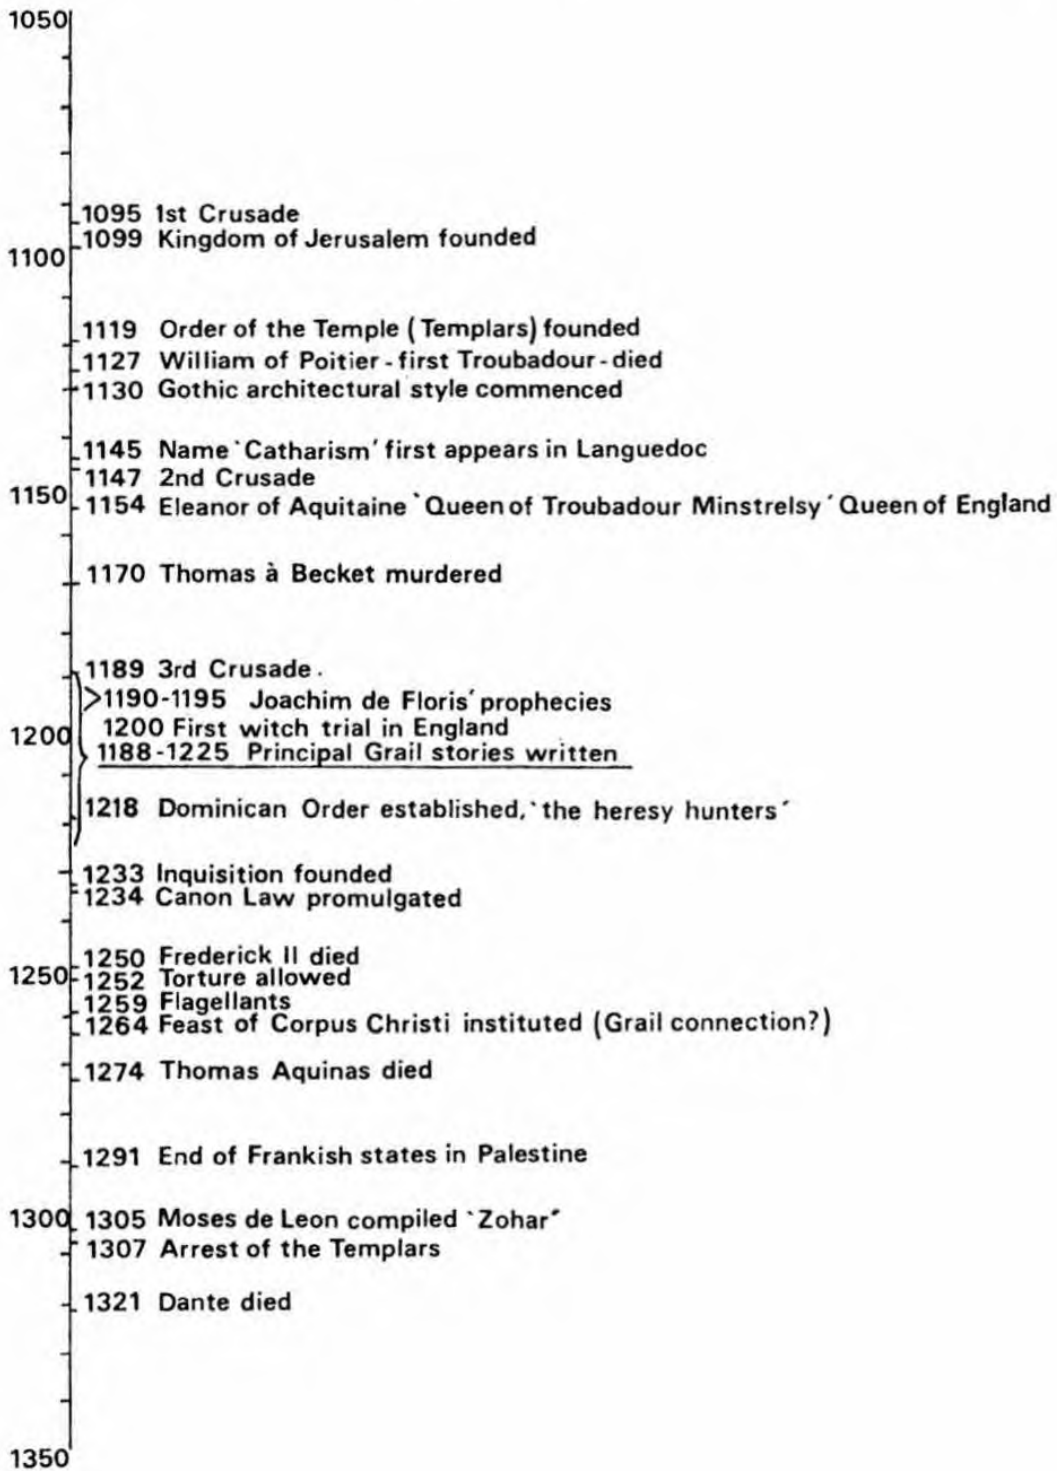 1050
1095 1st Crusade
1099 Kingdom of Jerusalem founded
1100
1119 Order of the Temple (Templars) founded
1127 William of Poitier - first Troubadour - died
1130 Gothic architectural style commenced
1145 Name `Catharism´ first appears in Languedoc
1147 2nd Crusade
1150
1154 Eleanor of Aquitaine `Queen of Troubadour Minstrelsy´ Queen of England
1170 Thomas à Becket murdered
1189 3rd Crusade.
>1190-1195 Joachim de Floris´ prophecies
1200 First witch trial in England
1200
1188-1225 Principal Grail stories written
1218 Dominican Order established, `the heresy hunters´
1233 Inquisition founded
1234 Canon Law promulgated
1250 Frederick II died
1250
1252 Torture allowed
1259 Flagellants
1264 Feast of Corpus Christi instituted (Grail connection?)
1274 Thomas Aquinas died
1291 End of Frankish states in Palestine
1300
1305 Moses de Leon compiled `Zohar´
1307 Arrest of the Templars
1321 Dante died
1350